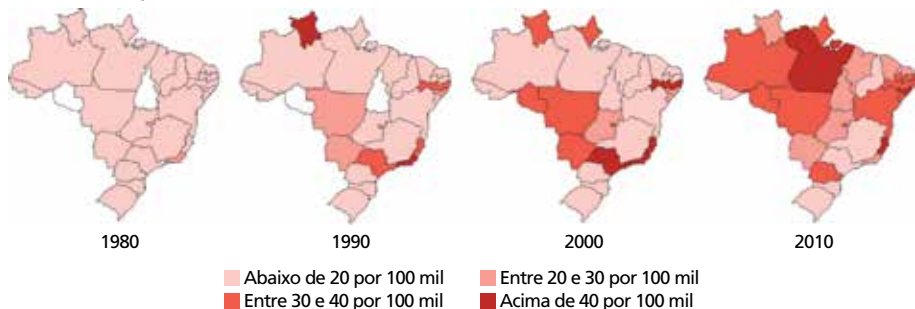 1980 1990 2000 2010
Abaixo de 20 por 100 mil Entre 20 e 30 por 100 mil
Entre 30 e 40 por 100 mil Acima de 40 por 100 mil